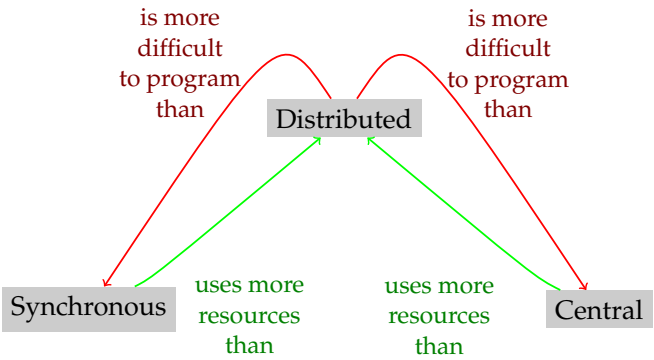 is more
difficult
to program
than
is more
difficult
to program
than
Distributed
Synchronous
uses more
resources
than
uses more
resources
than
Central